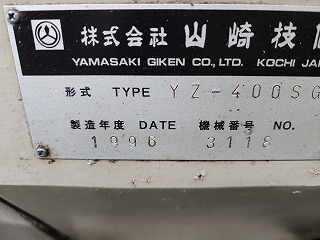 株式会社 山崎技
YAMASAKI GIKEN CO., LTD. KOCHI JA
形式 TYPE YZ-400SG
製造年度 DATE 機械番号 NO.
1996 3118